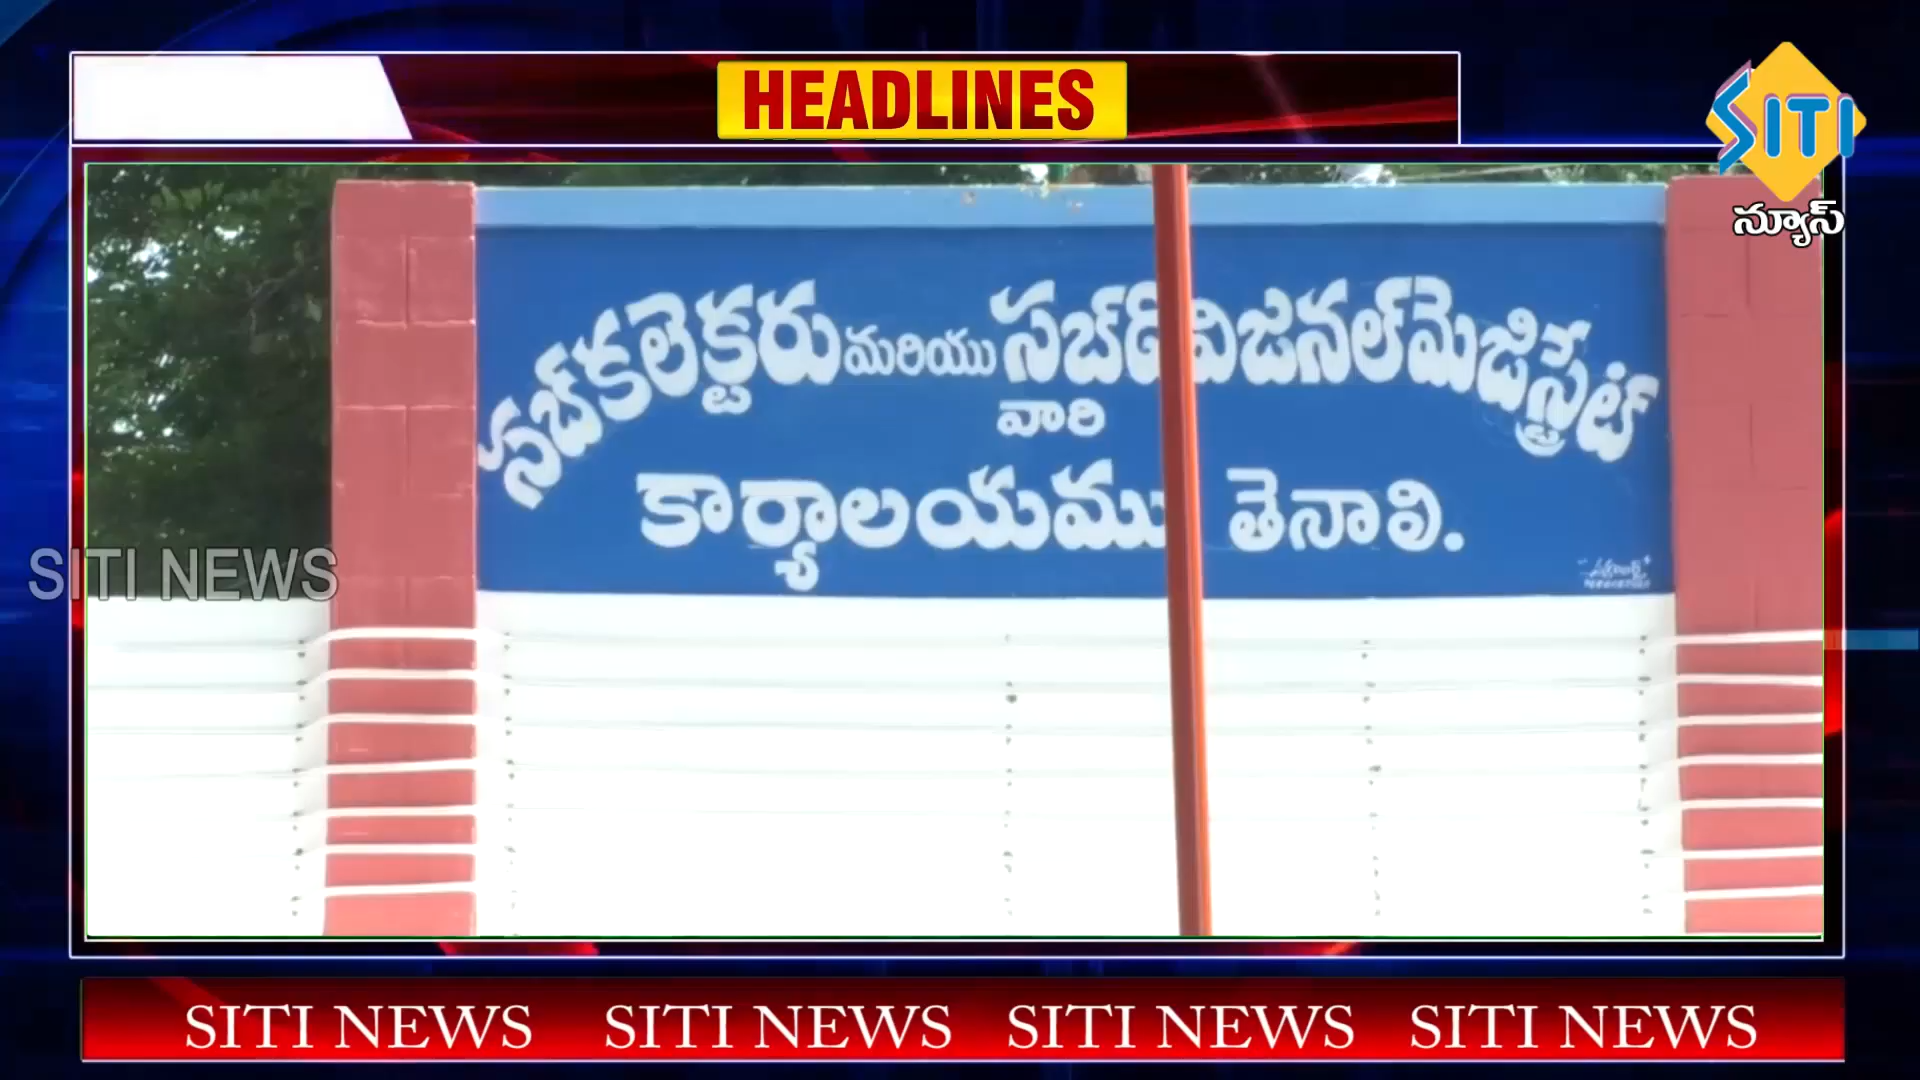 HEADLINES
SITI
న్యూస్
సబ్ కలెక్టరు మరియు సబ్ డివిజనల్ మెజిస్ట్రేట్
వారి
కార్యాలయము తెనాలి.
SITI NEWS
SITI NEWS SITI NEWS SITI NEWS SITI NEWS